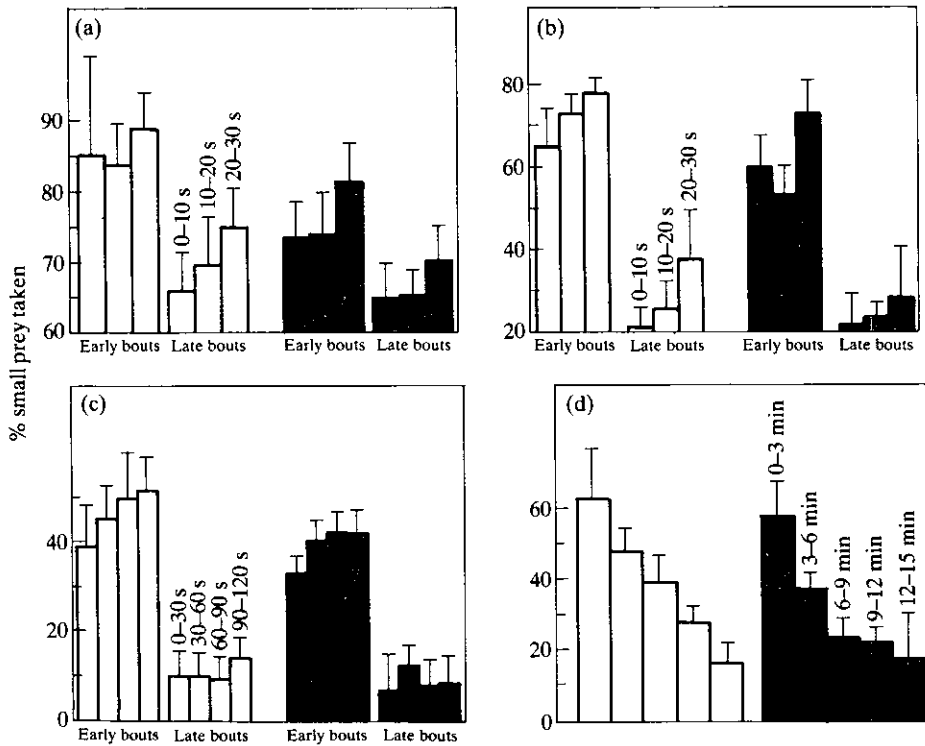 % small prey taken
(a)
90
80
70
60
0–10 s
10–20 s
20–30 s
Early bouts Late bouts Early bouts Late bouts
(b)
80
60
40
20
0–10 s
10–20 s
20–30 s
Early bouts Late bouts Early bouts Late bouts
(c)
40
20
0
0–30 s
30–60 s
60–90 s
90–120 s
Early bouts Late bouts Early bouts Late bouts
(d)
60
40
20
0
0–3 min
3–6 min
6–9 min
9–12 min
12–15 min